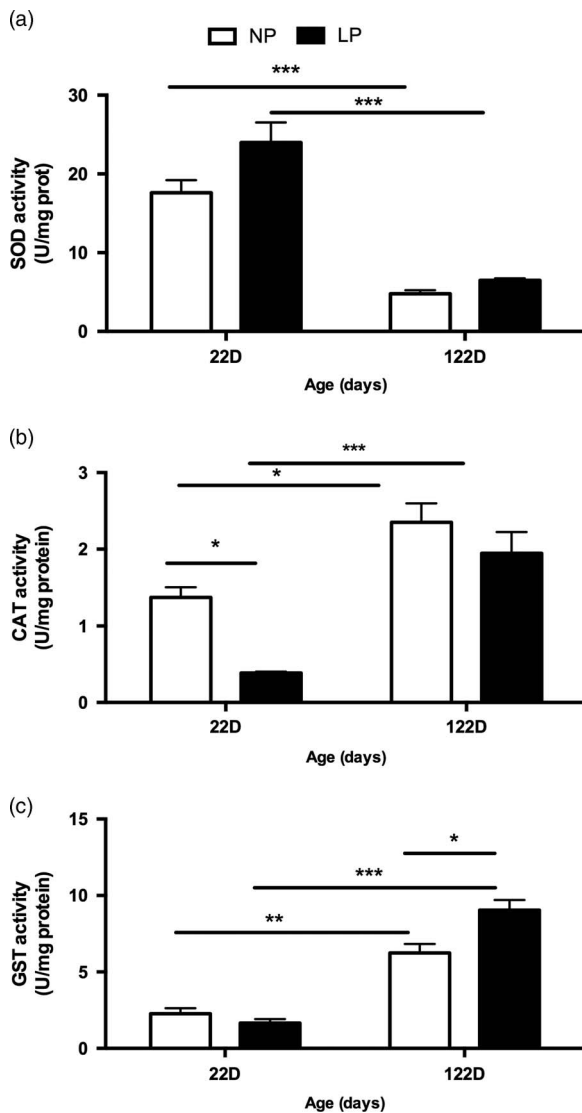 (a)
NP LP
***
***
30
20
10
0
SOD activity
(U/mg prot)
22D 122D
Age (days)
(b)
***
*
*
3
2
1
0
CAT activity
(U/mg protein)
22D 122D
Age (days)
(c)
15
10
5
0
*
***
**
GST activity
(U/mg protein)
22D 122D
Age (days)